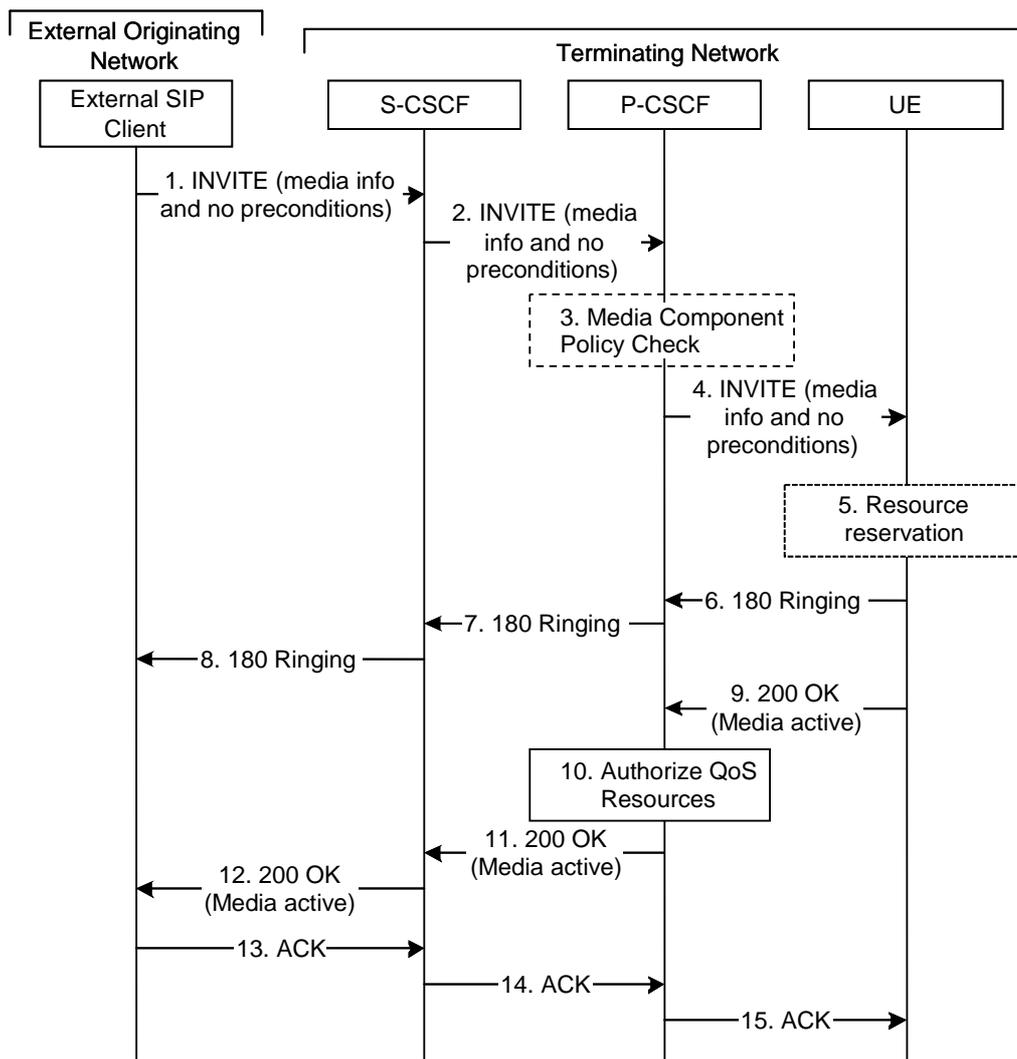 External Originating
Network
Terminating Network
External SIP
Client
S-CSCF
P-CSCF
UE
1. INVITE (media info
and no preconditions)
2. INVITE (media
info and no
preconditions)
3. Media Component
Policy Check
4. INVITE (media
info and no
preconditions)
5. Resource
reservation
6. 180 Ringing
7. 180 Ringing
8. 180 Ringing
9. 200 OK
(Media active)
10. Authorize QoS
Resources
11. 200 OK
(Media active)
12. 200 OK
(Media active)
13. ACK
14. ACK
15. ACK